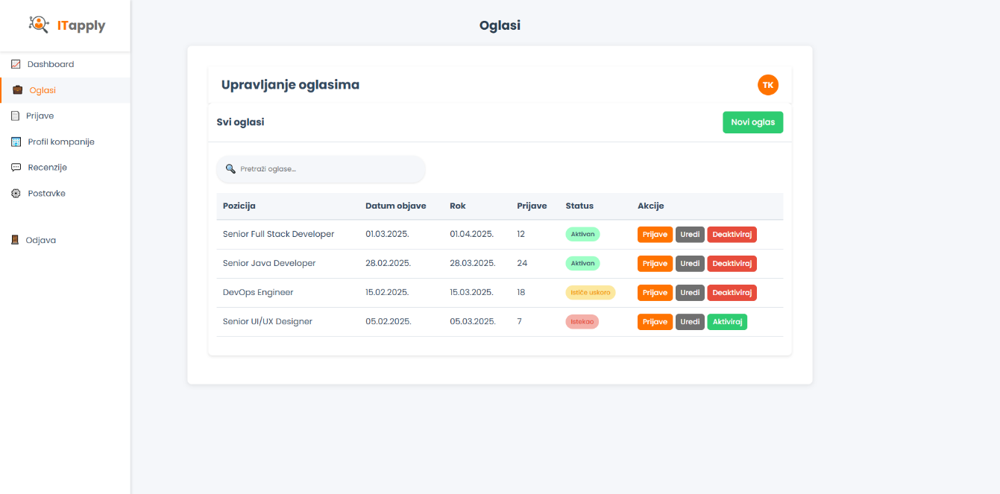 ITapply
Dashboard
Oglasi
Prijave
Profil kompanije
Recenzije
Postavke
Odjava
Oglasi
Upravljanje oglasima
TK
Svi oglasi
Novi oglas
Pretraži oglase...
Pozicija Datum objave Rok Prijave Status Akcije
Senior Full Stack Developer 01.03.2025. 01.04.2025. 12 Aktivan Prijave Uredi Deaktiviraj
Senior Java Developer 28.02.2025. 28.03.2025. 24 Aktivan Prijave Uredi Deaktiviraj
DevOps Engineer 15.02.2025. 15.03.2025. 18 Ističe uskoro Prijave Uredi Deaktiviraj
Senior UI/UX Designer 05.02.2025. 05.03.2025. 7 Istekao Prijave Uredi Aktiviraj